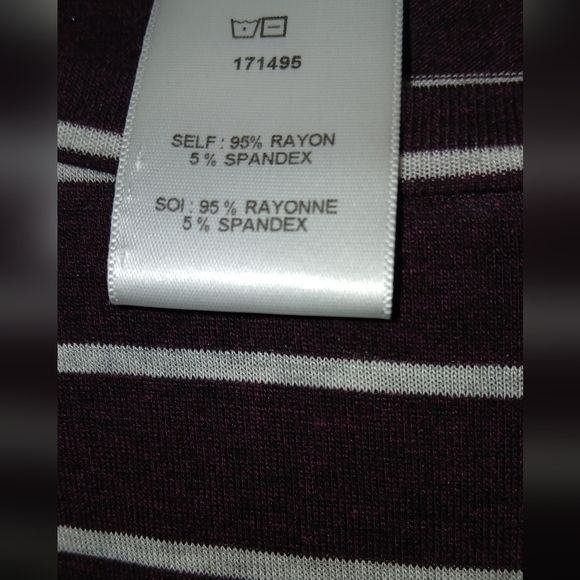 171495
SELF : 95% RAYON
5 % SPANDEX
SOI : 95 % RAYONNE
5 % SPANDEX